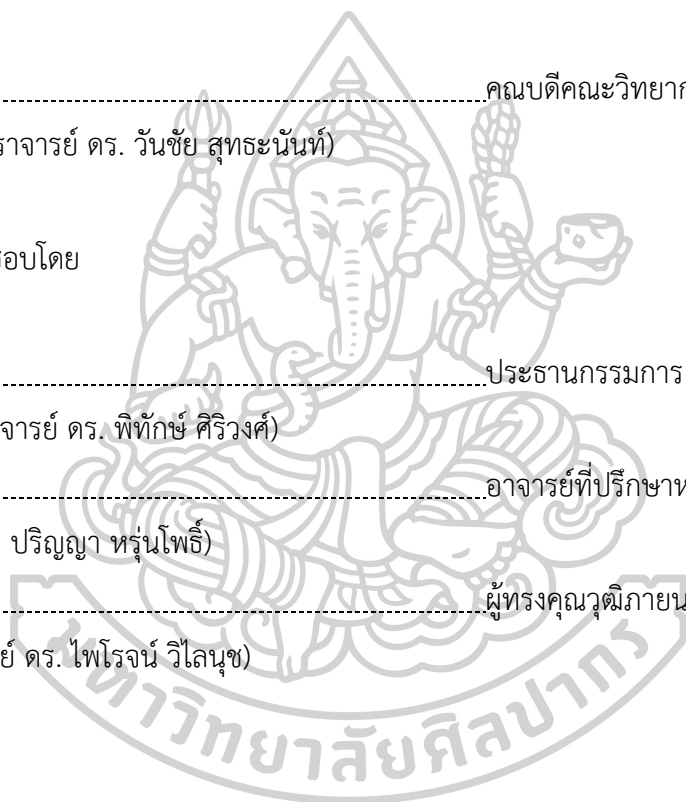 คณบดีคณะวิทยาก
ราจารย์ ดร. วันชัย สุทธะนันท์)
อบโดย
ประธานกรรมการ
จารย์ ดร. พิทักษ์ ศิริวงศ์)
อาจารย์ที่ปรึกษาห
ปริญญา หรุ่นโพธิ์)
ผู้ทรงคุณวุฒิภายน
ย์ ดร. ไพโรจน์ วิไลนุช)
มหาวิทยาลัยศิลปากร